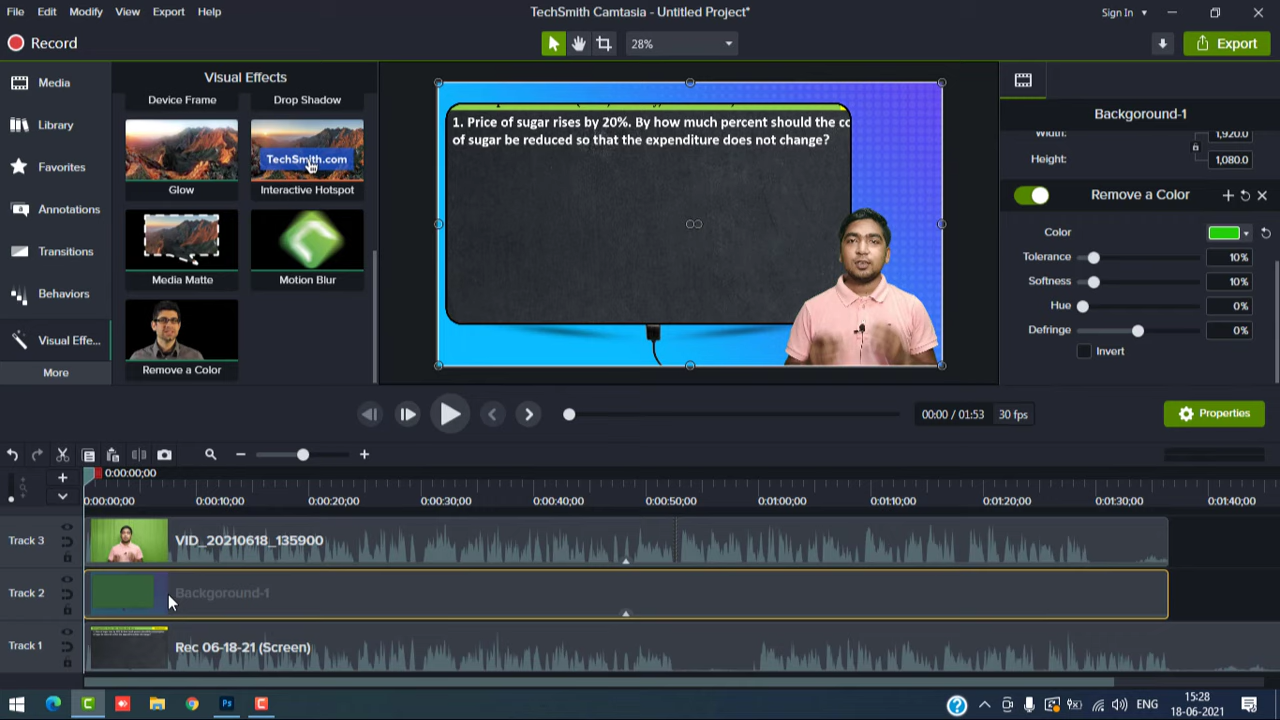 File Edit Modify View Export Help
TechSmith Camtasia - Untitled Project*
Sign In
Record
28%
Export
Media
Library
Favorites
Annotations
Transitions
Behaviors
Visual Effe...
More
Visual Effects
Device Frame
Drop Shadow
TechSmith.com
Glow
Interactive Hotspot
Media Matte
Motion Blur
Remove a Color
1. Price of sugar rises by 20%. By how much percent should the co
of sugar be reduced so that the expenditure does not change?
Backgoround-1
Width: 1,920.0
Height: 1,080.0
Remove a Color
Color
Tolerance 10%
Softness 10%
Hue 0%
Defringe 0%
Invert
00:00 / 01:53 30 fps
Properties
0:00:00;00
0:00:00;00 0:00:10;00 0:00:20;00 0:00:30;00 0:00:40;00 0:00:50;00 0:01:00;00 0:01:10;00 0:01:20;00 0:01:30;00 0:01:40;00
Track 3 VID_20210618_135900
Track 2 Backgoround-1
Track 1 Rec 06-18-21 (Screen)
ENG
15:28
18-06-2021